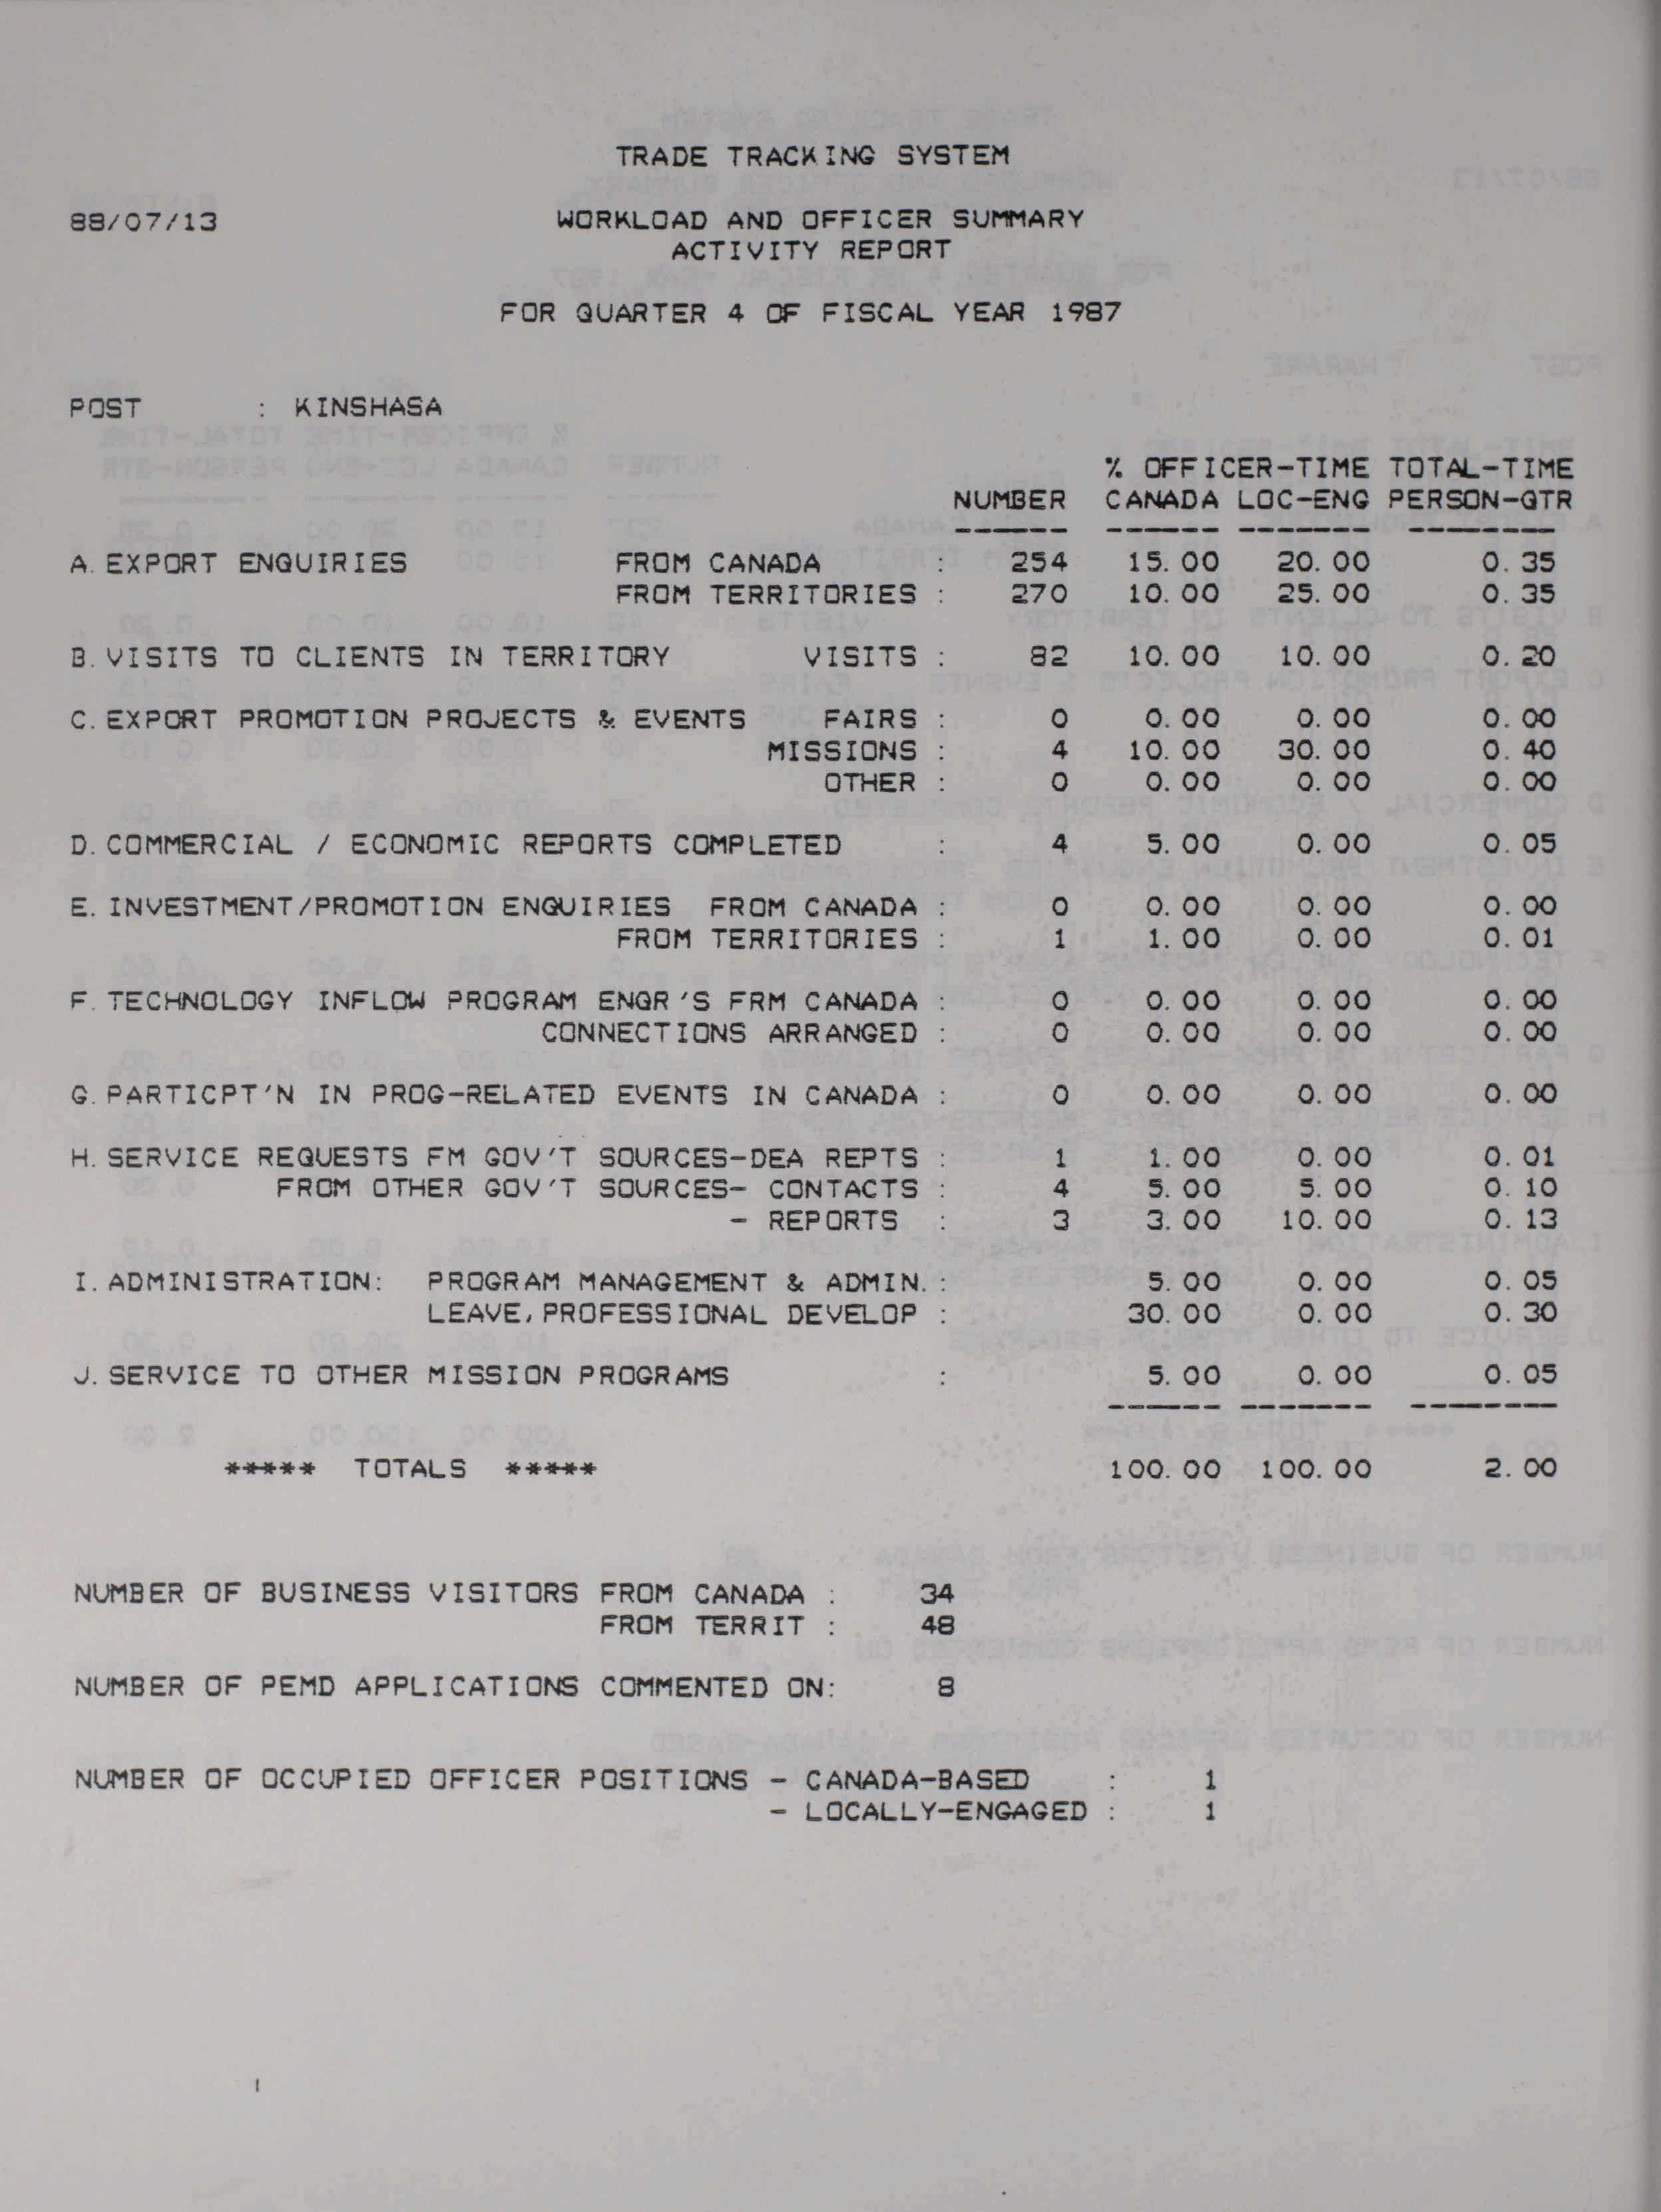 TRADE TRACKING SYSTEM
88/07/13 WORKLOAD AND OFFICER SUMMARY
ACTIVITY REPORT
FOR QUARTER 4 OF FISCAL YEAR 1987
POST : KINSHASA
% OFFICER-TIME TOTAL-TIME
NUMBER CANADA LOC-ENG PERSON-QTR
------ ------ ------- --------
A. EXPORT ENQUIRIES FROM CANADA : 254 15.00 20.00 0.35
FROM TERRITORIES : 270 10.00 25.00 0.35
B. VISITS TO CLIENTS IN TERRITORY VISITS : 82 10.00 10.00 0.20
C. EXPORT PROMOTION PROJECTS & EVENTS FAIRS : 0 0.00 0.00 0.00
MISSIONS : 4 10.00 30.00 0.40
OTHER : 0 0.00 0.00 0.00
D. COMMERCIAL / ECONOMIC REPORTS COMPLETED : 4 5.00 0.00 0.05
E. INVESTMENT/PROMOTION ENQUIRIES FROM CANADA : 0 0.00 0.00 0.00
FROM TERRITORIES : 1 1.00 0.00 0.01
F. TECHNOLOGY INFLOW PROGRAM ENQR'S FRM CANADA : 0 0.00 0.00 0.00
CONNECTIONS ARRANGED : 0 0.00 0.00 0.00
G. PARTICPT'N IN PROG-RELATED EVENTS IN CANADA : 0 0.00 0.00 0.00
H. SERVICE REQUESTS FM GOV'T SOURCES-DEA REPTS : 1 1.00 0.00 0.01
FROM OTHER GOV'T SOURCES- CONTACTS : 4 5.00 5.00 0.10
- REPORTS : 3 3.00 10.00 0.13
I. ADMINISTRATION: PROGRAM MANAGEMENT & ADMIN. : 5.00 0.00 0.05
LEAVE, PROFESSIONAL DEVELOP : 30.00 0.00 0.30
J. SERVICE TO OTHER MISSION PROGRAMS : 5.00 0.00 0.05
------ ------- --------
***** TOTALS ***** 100.00 100.00 2.00
NUMBER OF BUSINESS VISITORS FROM CANADA : 34
FROM TERRIT : 48
NUMBER OF PEMD APPLICATIONS COMMENTED ON: 8
NUMBER OF OCCUPIED OFFICER POSITIONS - CANADA-BASED : 1
- LOCALLY-ENGAGED : 1